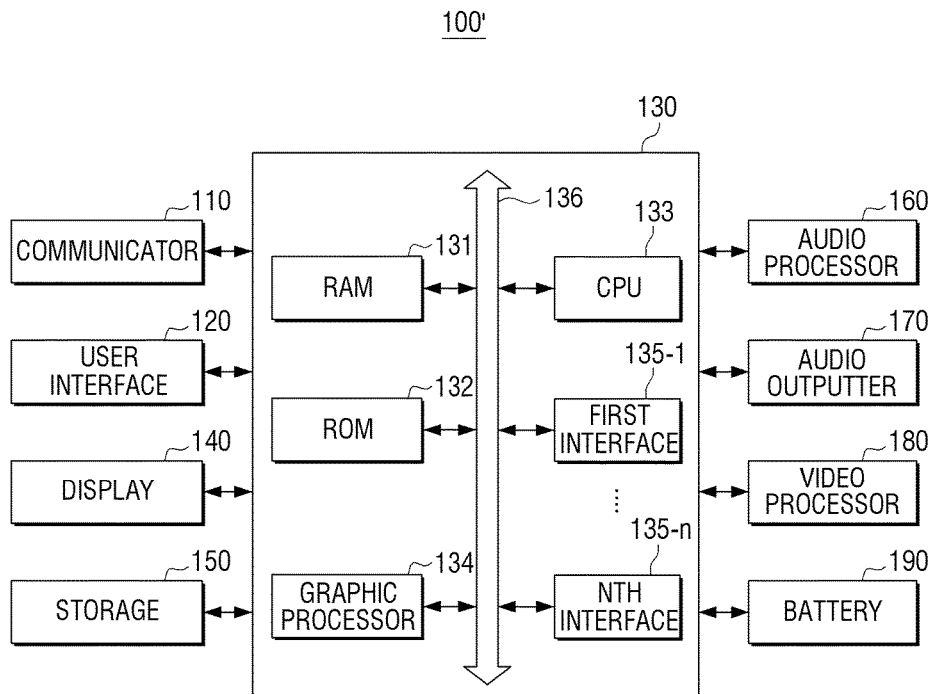 100'
130
110
COMMUNICATOR
120
USER
INTERFACE
140
DISPLAY
150
STORAGE
136
131
RAM
132
ROM
134
GRAPHIC
PROCESSOR
133
CPU
135-1
FIRST
INTERFACE
⋮
135-n
NTH
INTERFACE
160
AUDIO
PROCESSOR
170
AUDIO
OUTPUTTER
180
VIDEO
PROCESSOR
190
BATTERY